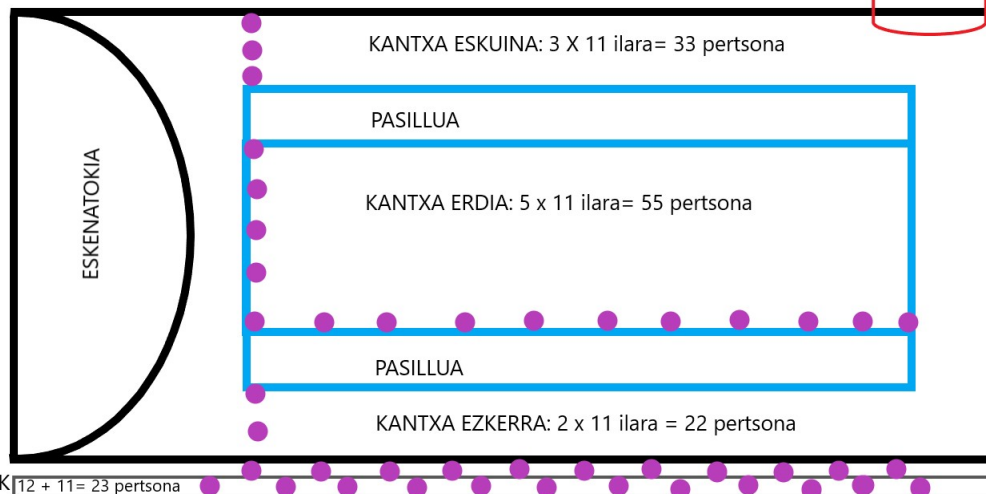 KANTXA ESKUINA: 3 X 11 ilara= 33 pertsona
PASILLUA
ESKENATOKIA
KANTXA ERDIA: 5 x 11 ilara= 55 pertsona
PASILLUA
KANTXA EZKERRA: 2 x 11 ilara = 22 pertsona
K 12 + 11= 23 pertsona